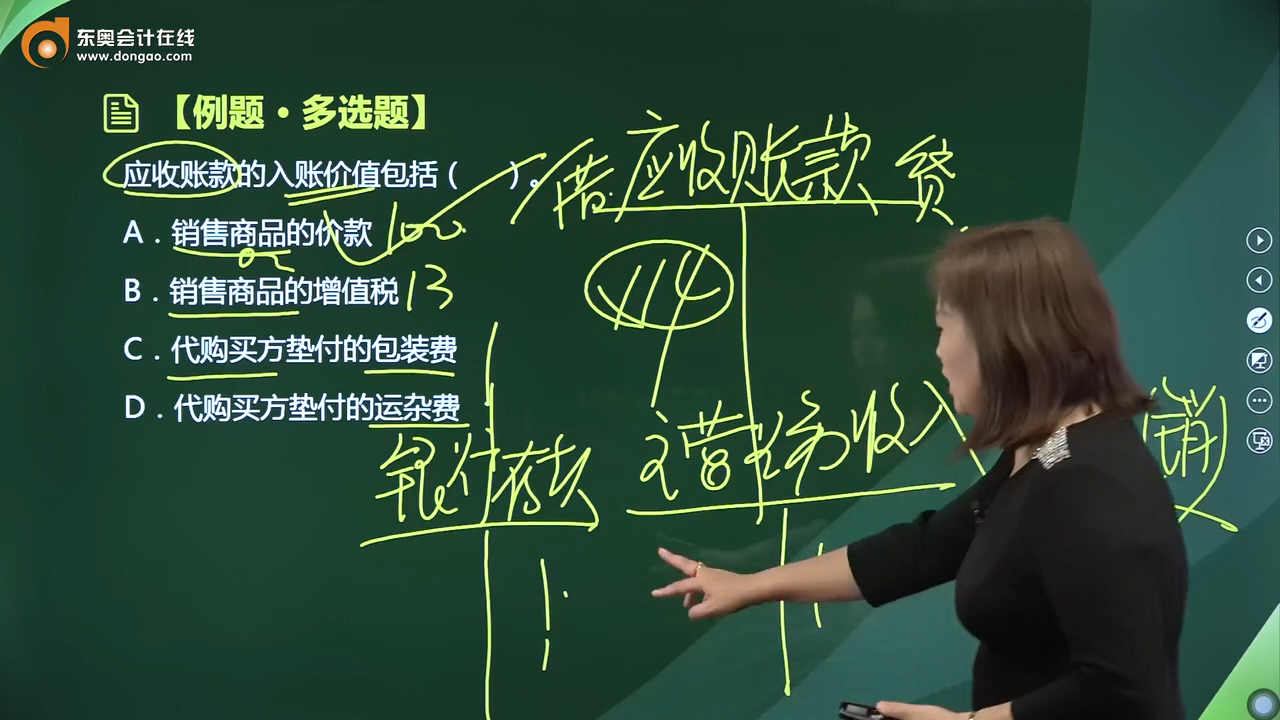 东奥会计在线
www.dongao.com
【例题·多选题】
应收账款的入账价值包括（ ）。
A．销售商品的价款 100
B．销售商品的增值税 13
C．代购买方垫付的包装费
D．代购买方垫付的运杂费
借 应收账款 贷
114
银行存款
主营业务收入
销